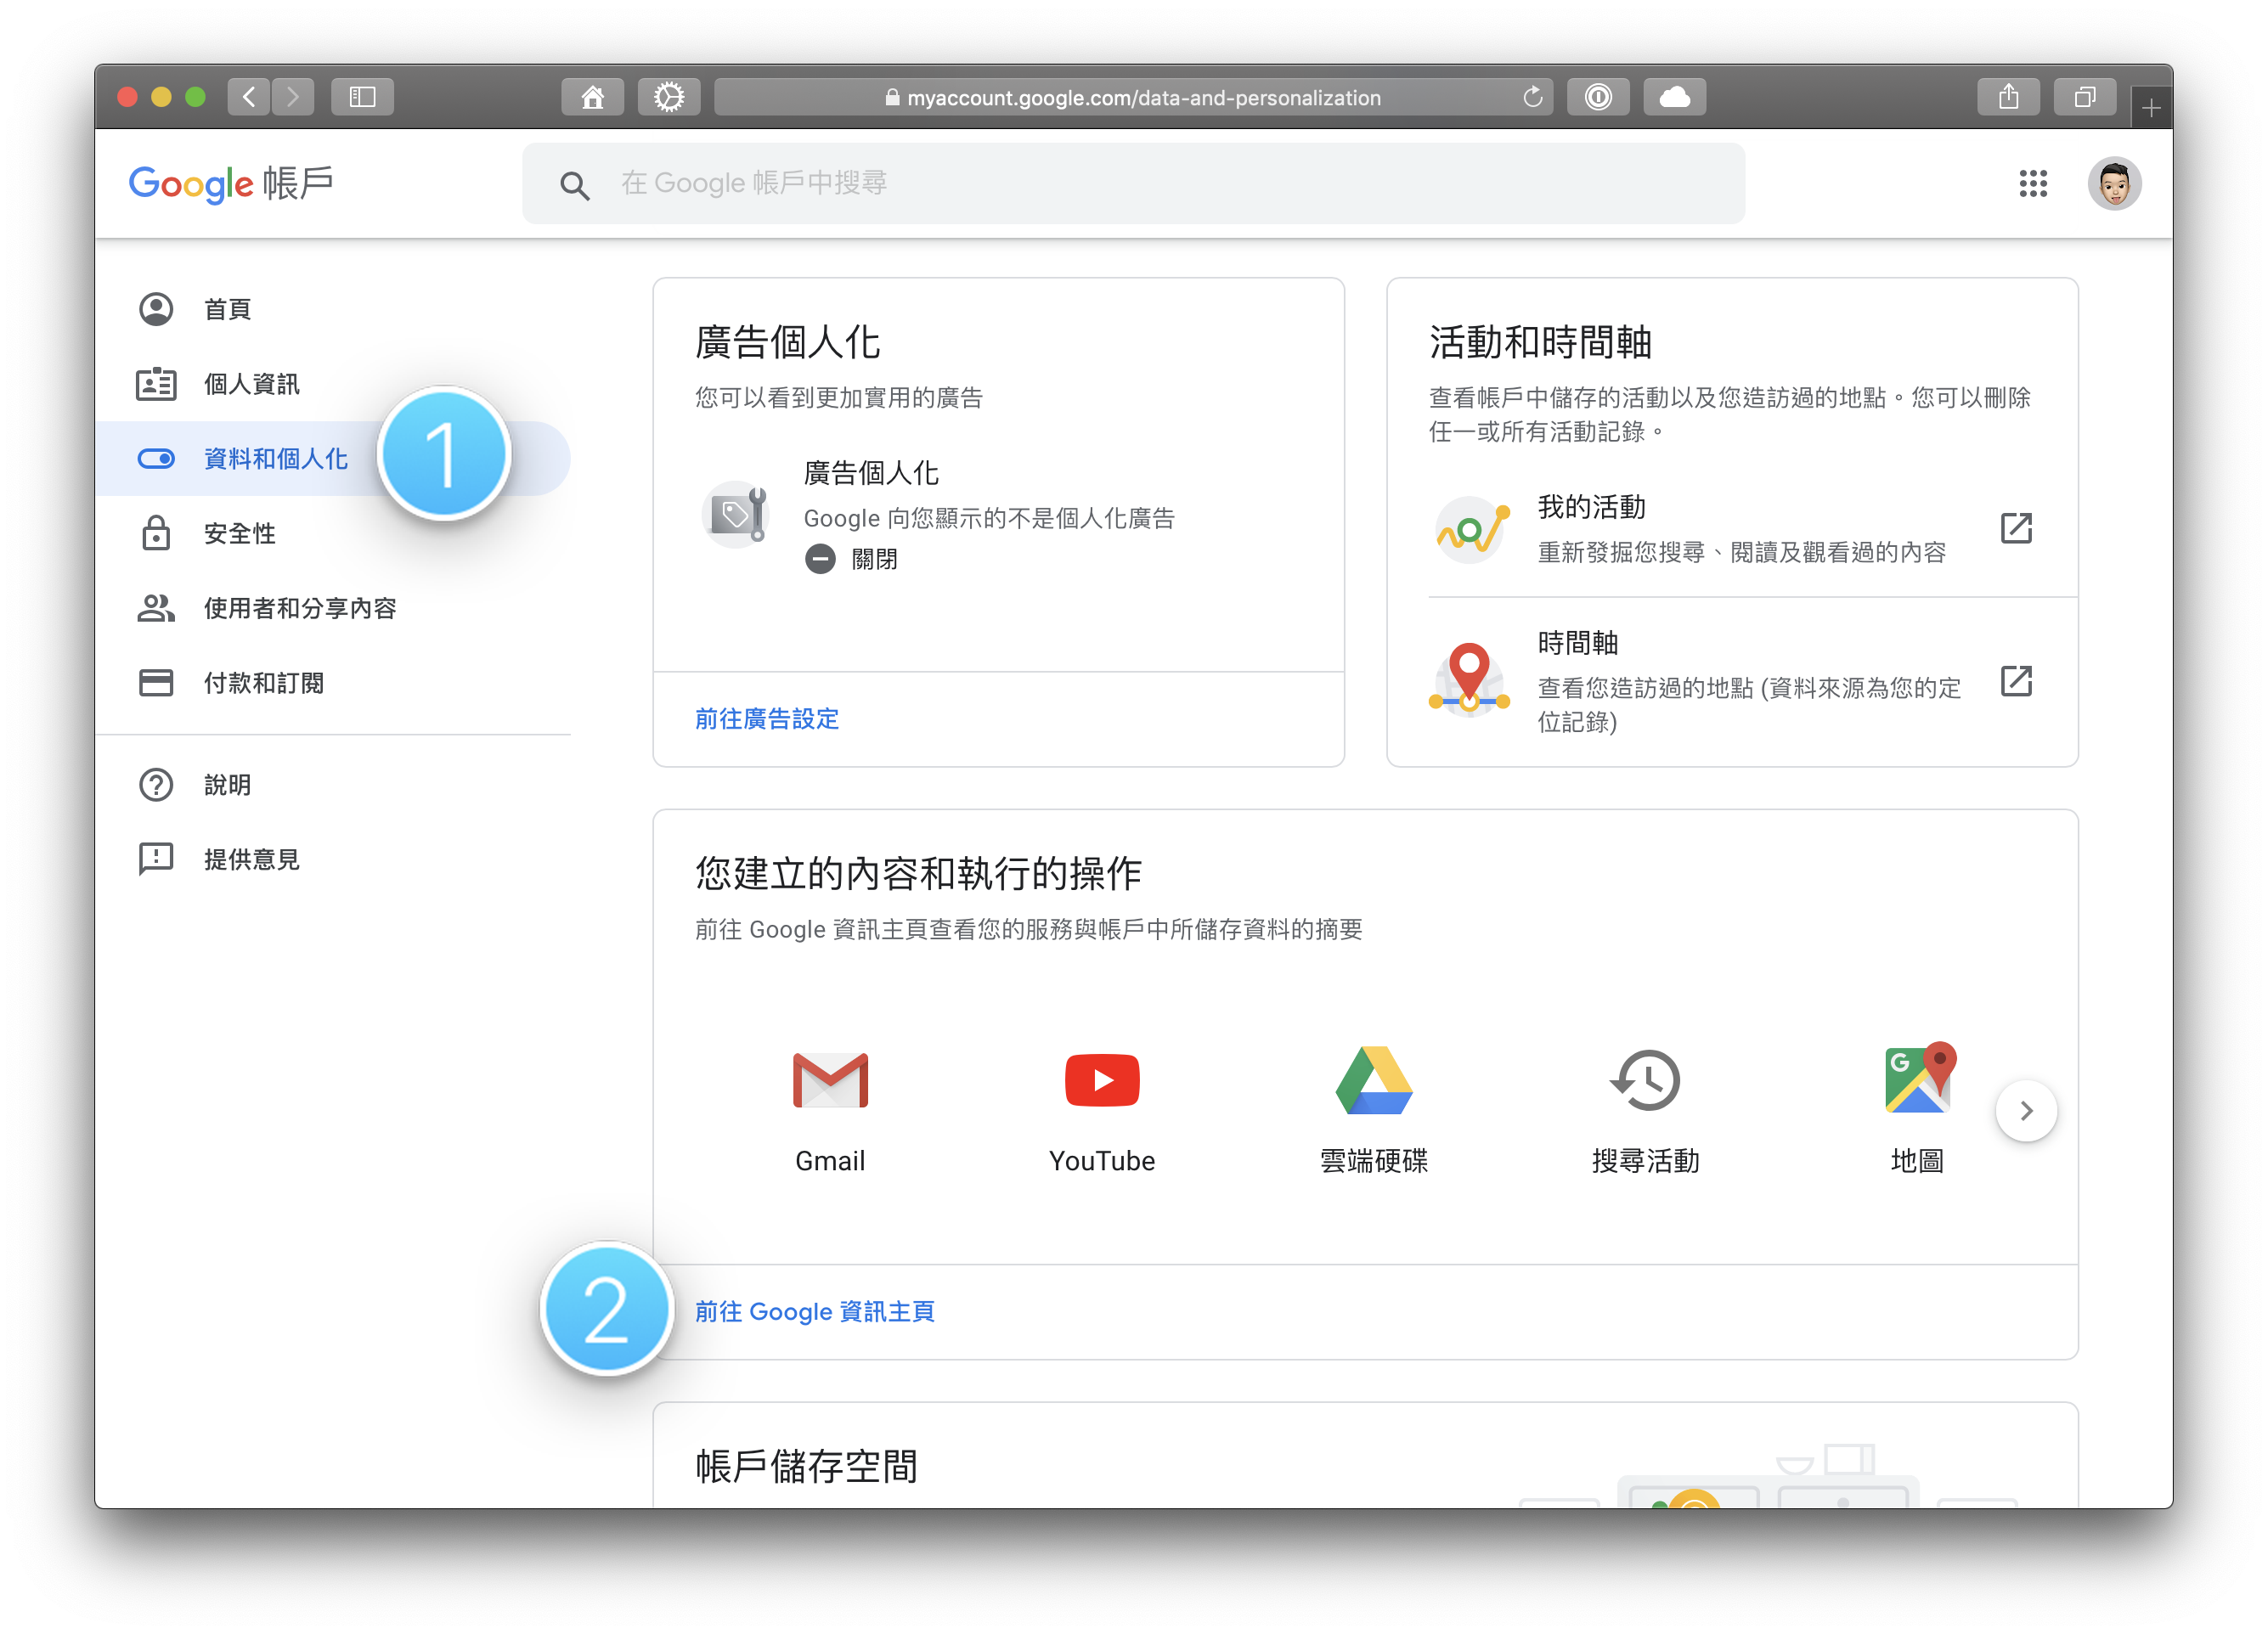 myaccount.google.com/data-and-personalization
Google 帳戶
在 Google 帳戶中搜尋
首頁
個人資訊
資料和個人化
1
安全性
使用者和分享內容
付款和訂閱
說明
提供意見
廣告個人化
您可以看到更加實用的廣告
廣告個人化
Google 向您顯示的不是個人化廣告
關閉
前往廣告設定
活動和時間軸
查看帳戶中儲存的活動以及您造訪過的地點。您可以刪除
任一或所有活動記錄。
我的活動
重新發掘您搜尋、閱讀及觀看過的內容
時間軸
查看您造訪過的地點 (資料來源為您的定
位記錄)
您建立的內容和執行的操作
前往 Google 資訊主頁查看您的服務與帳戶中所儲存資料的摘要
Gmail
YouTube
雲端硬碟
搜尋活動
G
地圖
2
前往 Google 資訊主頁
帳戶儲存空間